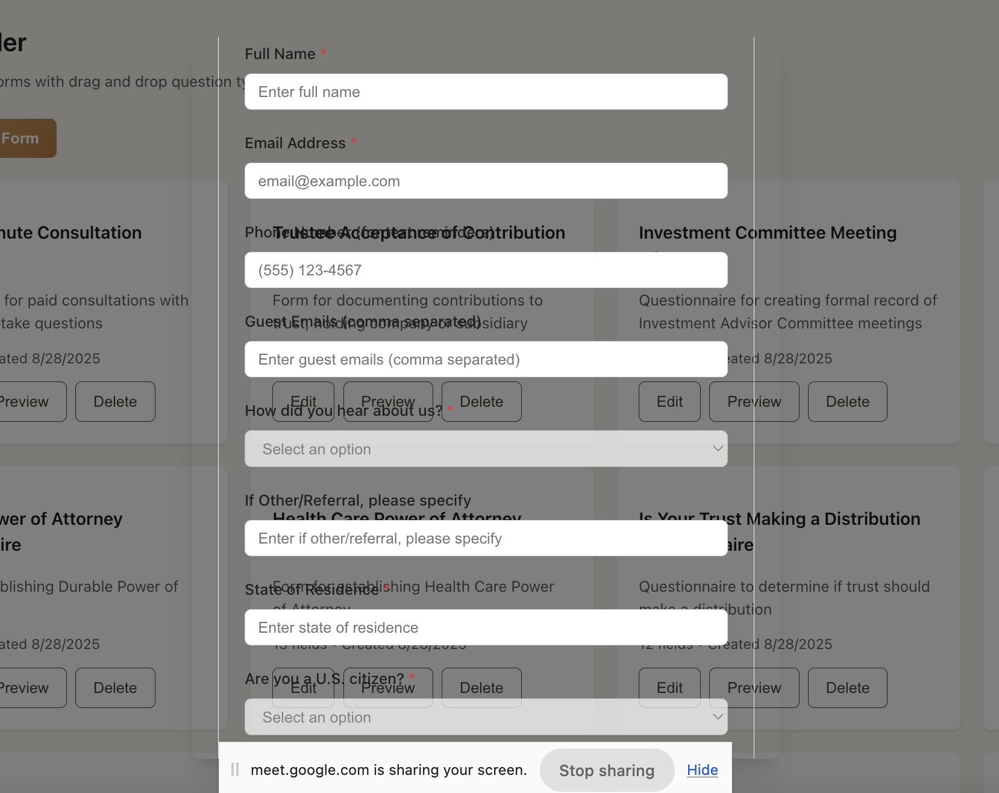 ler
orms with drag and drop question ty
Form
Full Name *
Enter full name
Email Address *
email@example.com
Phone Number (for text reminders)
(555) 123-4567
Guest Emails (comma separated)
Enter guest emails (comma separated)
How did you hear about us? *
Select an option
If Other/Referral, please specify
Enter if other/referral, please specify
State of Residence *
Enter state of residence
Are you a U.S. citizen? *
Select an option
nute Consultation
for paid consultations with
take questions
ated 8/28/2025
Preview Delete
Trustee Acceptance of Contribution
Form for documenting contributions to
trust, holding company or subsidiary
Edit Preview Delete
Investment Committee Meeting
Questionnaire for creating formal record of
Investment Advisor Committee meetings
eated 8/28/2025
Edit Preview Delete
wer of Attorney
ire
blishing Durable Power of
ated 8/28/2025
Preview Delete
Health Care Power of Attorney
Form for establishing Health Care Power
of Attorney
13 fields • Created 8/28/2025
Edit Preview Delete
Is Your Trust Making a Distribution
aire
Questionnaire to determine if trust should
make a distribution
12 fields • Created 8/28/2025
Edit Preview Delete
meet.google.com is sharing your screen.
Stop sharing
Hide